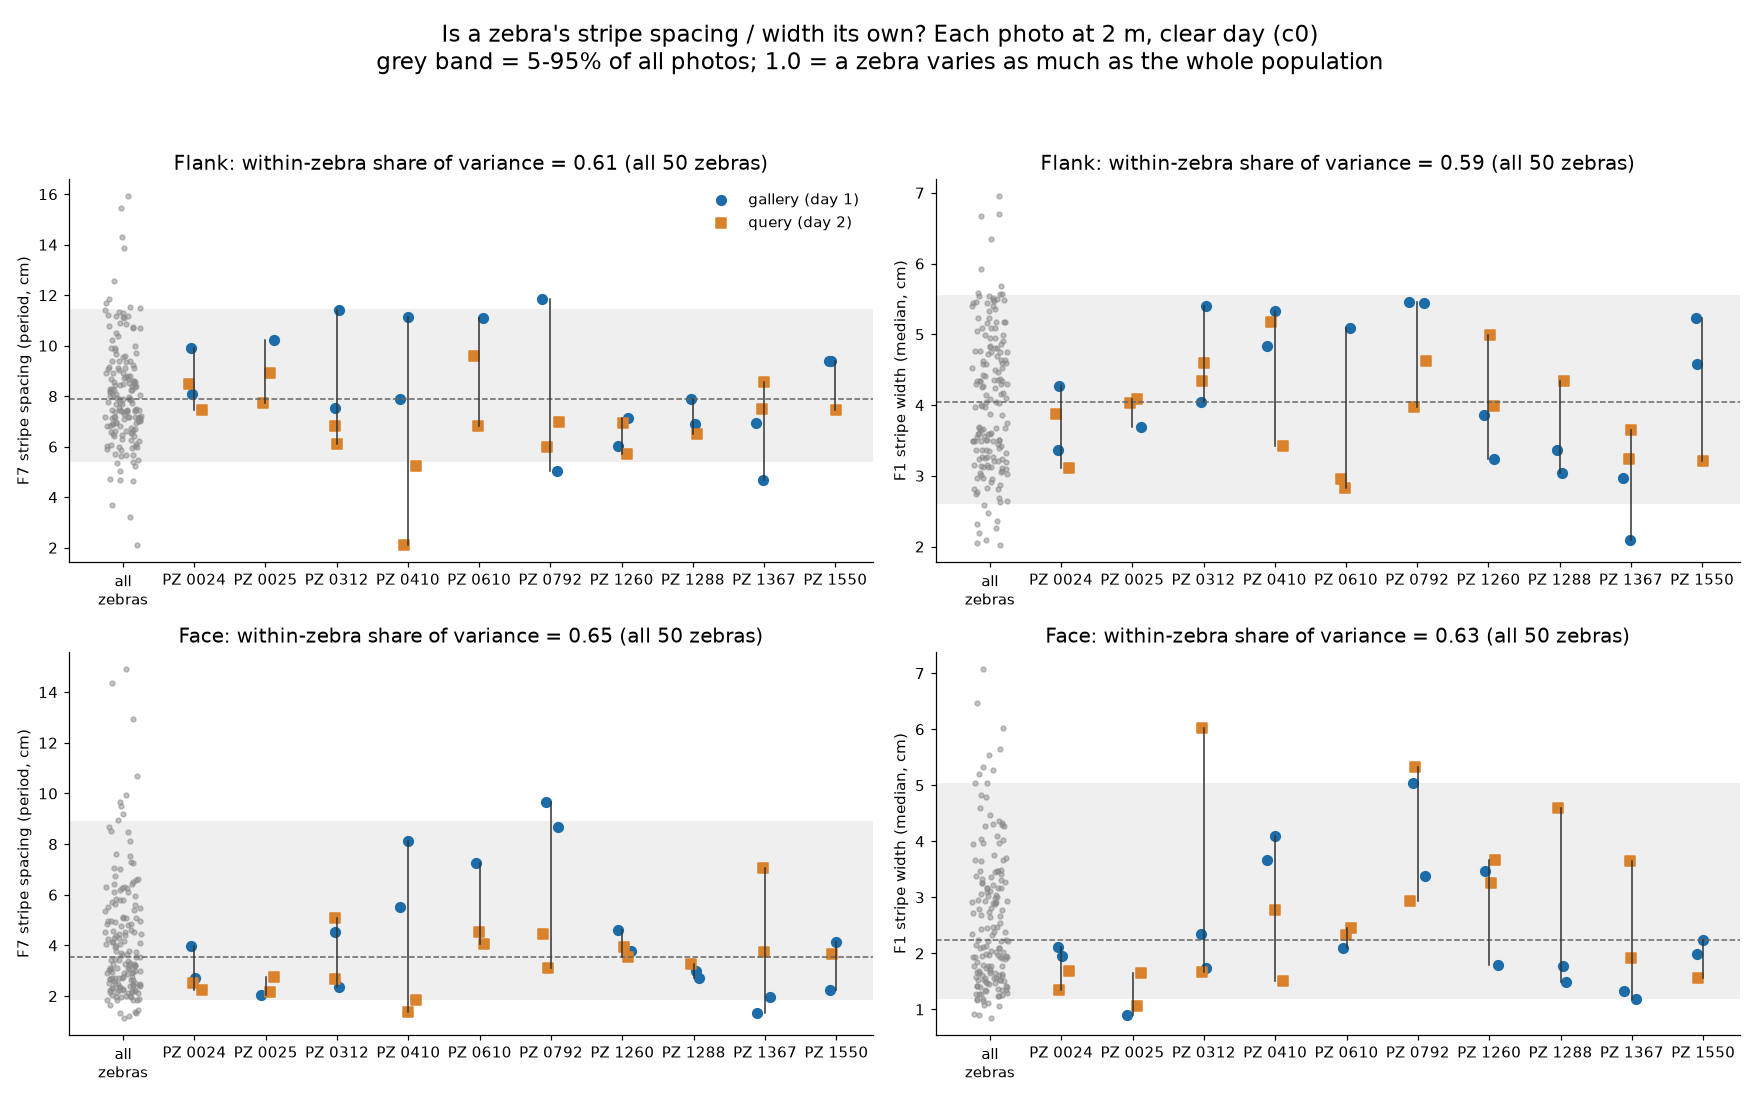 Is a zebra's stripe spacing / width its own? Each photo at 2 m, clear day (c0)
grey band = 5-95% of all photos; 1.0 = a zebra varies as much as the whole population
Flank: within-zebra share of variance = 0.61 (all 50 zebras)
F7 stripe spacing (period, cm)
16
14
12
10
8
6
4
2
gallery (day 1)
query (day 2)
all
zebras
PZ 0024
PZ 0025
PZ 0312
PZ 0410
PZ 0610
PZ 0792
PZ 1260
PZ 1288
PZ 1367
PZ 1550
Flank: within-zebra share of variance = 0.59 (all 50 zebras)
F1 stripe width (median, cm)
7
6
5
4
3
2
all
zebras
PZ 0024
PZ 0025
PZ 0312
PZ 0410
PZ 0610
PZ 0792
PZ 1260
PZ 1288
PZ 1367
PZ 1550
Face: within-zebra share of variance = 0.65 (all 50 zebras)
F7 stripe spacing (period, cm)
14
12
10
8
6
4
2
all
zebras
PZ 0024
PZ 0025
PZ 0312
PZ 0410
PZ 0610
PZ 0792
PZ 1260
PZ 1288
PZ 1367
PZ 1550
Face: within-zebra share of variance = 0.63 (all 50 zebras)
F1 stripe width (median, cm)
7
6
5
4
3
2
1
all
zebras
PZ 0024
PZ 0025
PZ 0312
PZ 0410
PZ 0610
PZ 0792
PZ 1260
PZ 1288
PZ 1367
PZ 1550